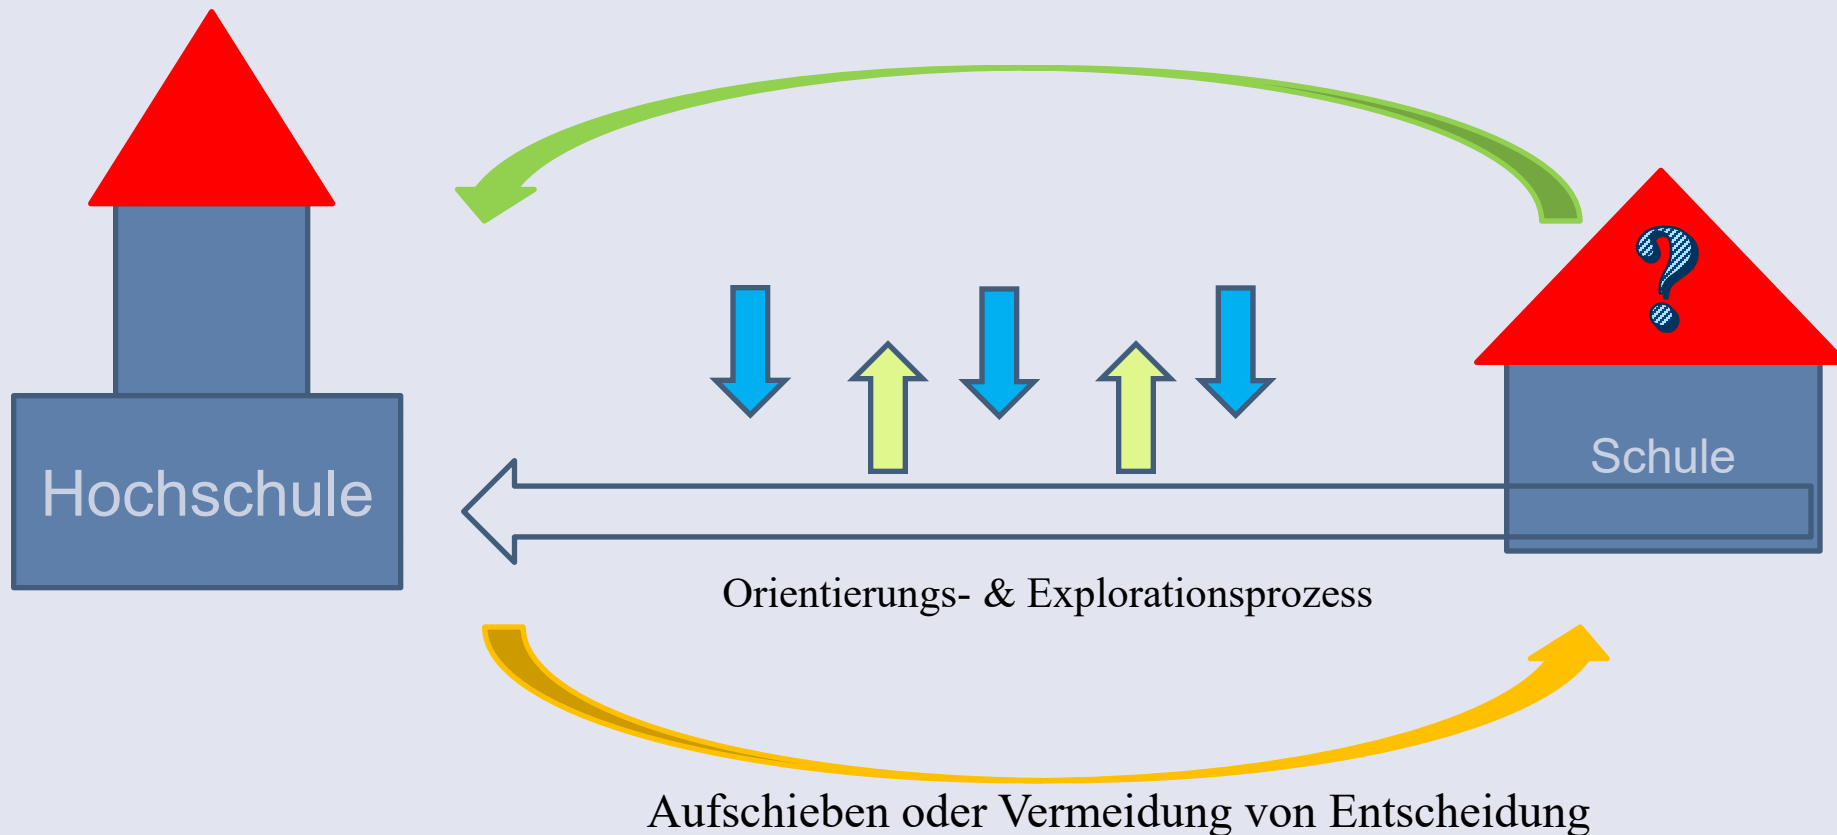 ?
Schule
Hochschule
Orientierungs- & Explorationsprozess
Aufschieben oder Vermeidung von Entscheidung